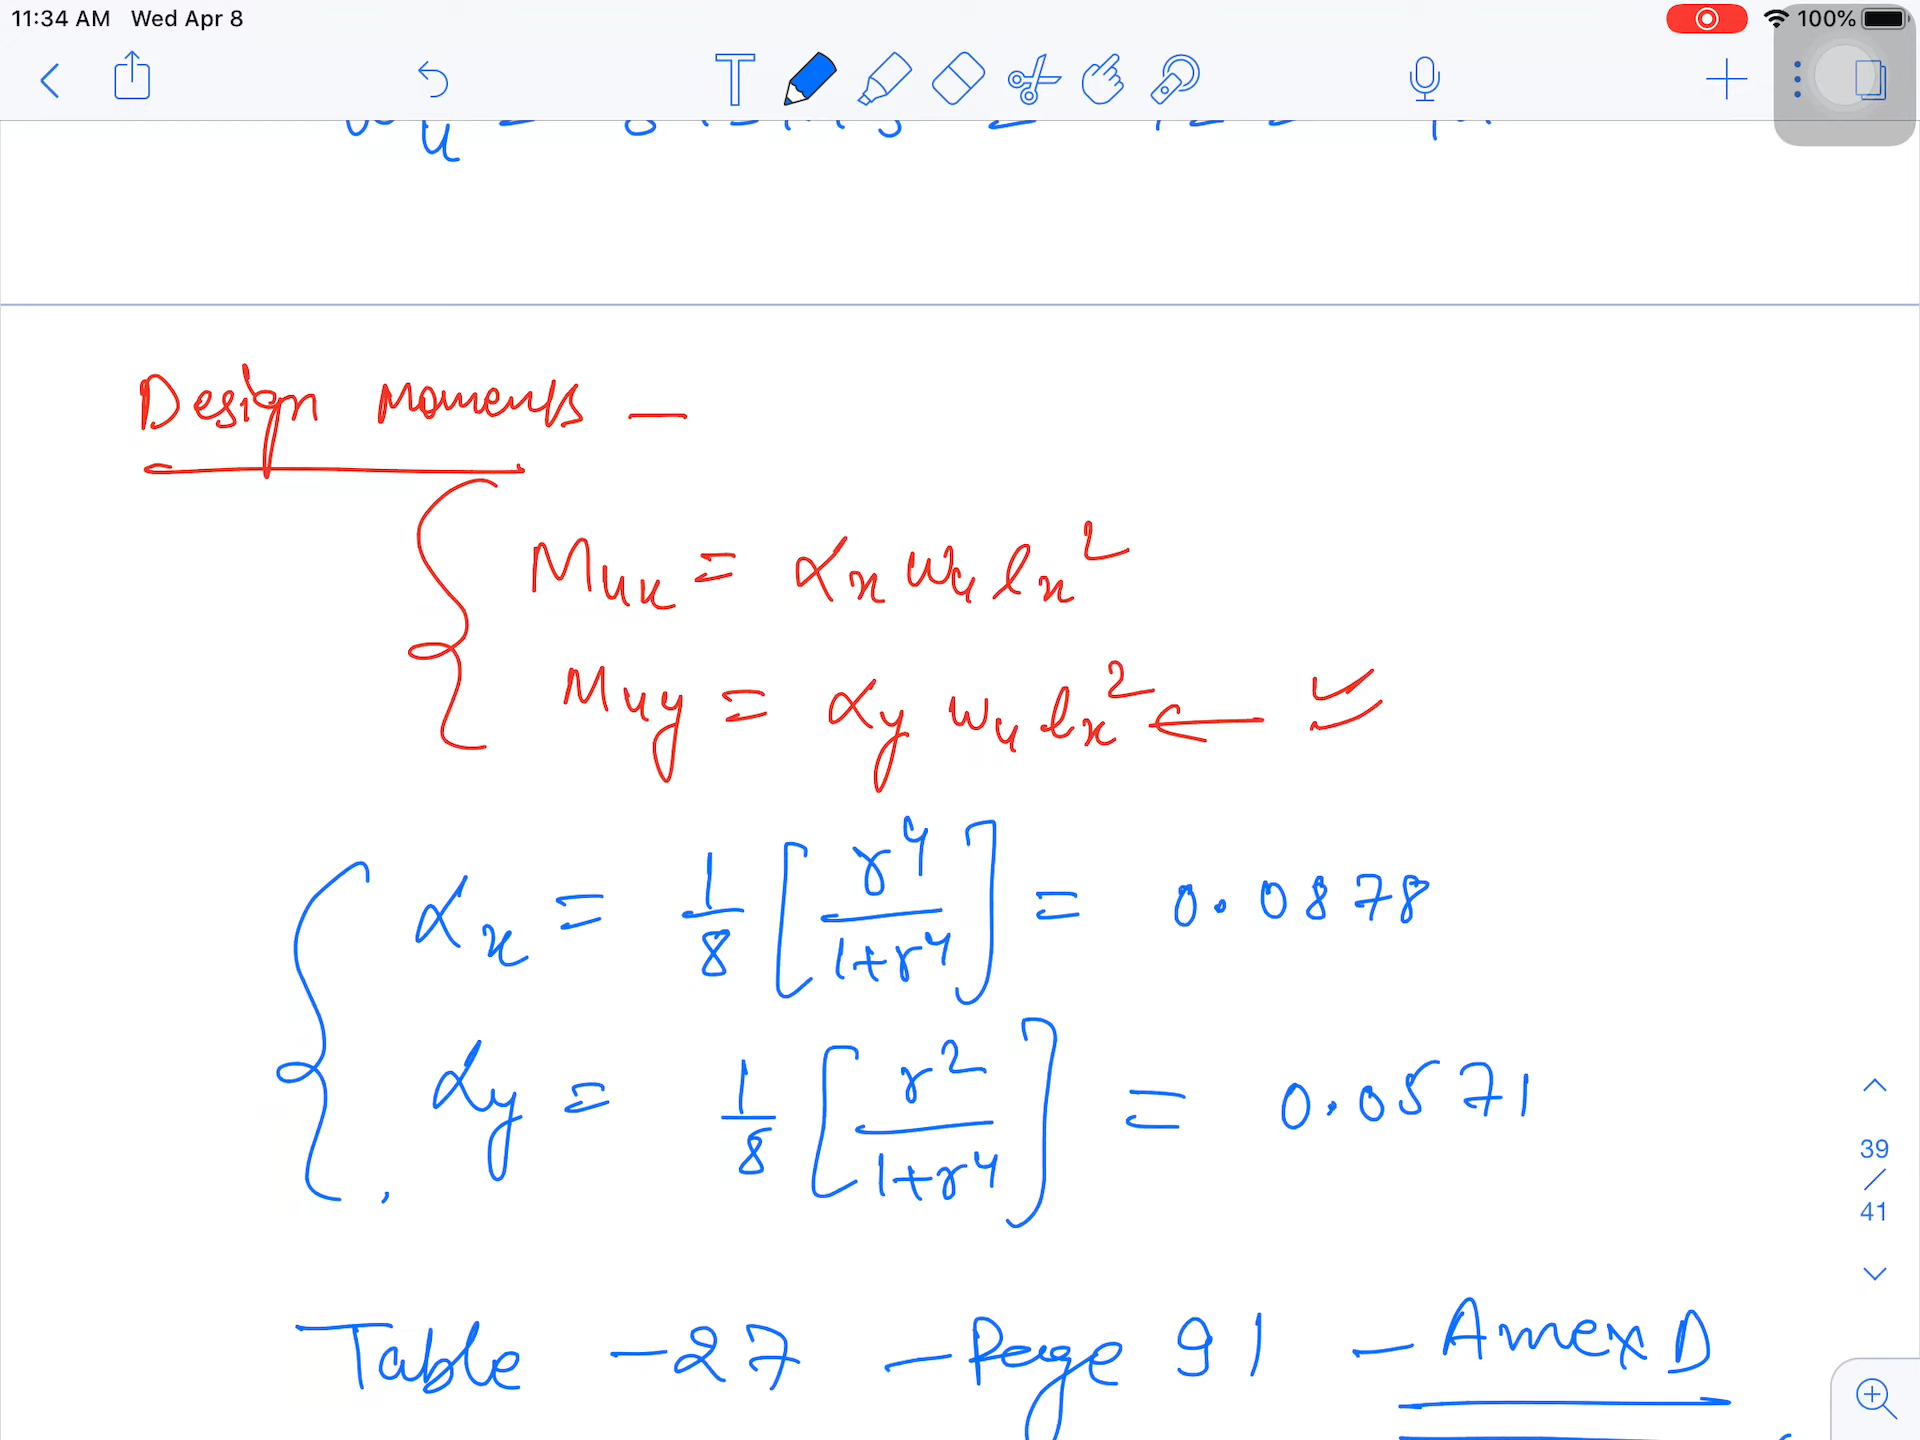 11:34 AM Wed Apr 8
100%
Design Moments –
Mux = αx wu lx²
Muy = αy wu lx² ←
αx = 1/8 [r⁴/1+r⁴] = 0.0878
αy = 1/8 [r²/1+r⁴] = 0.0571
39
/
41
Table -27 - Page 91 - Annex D